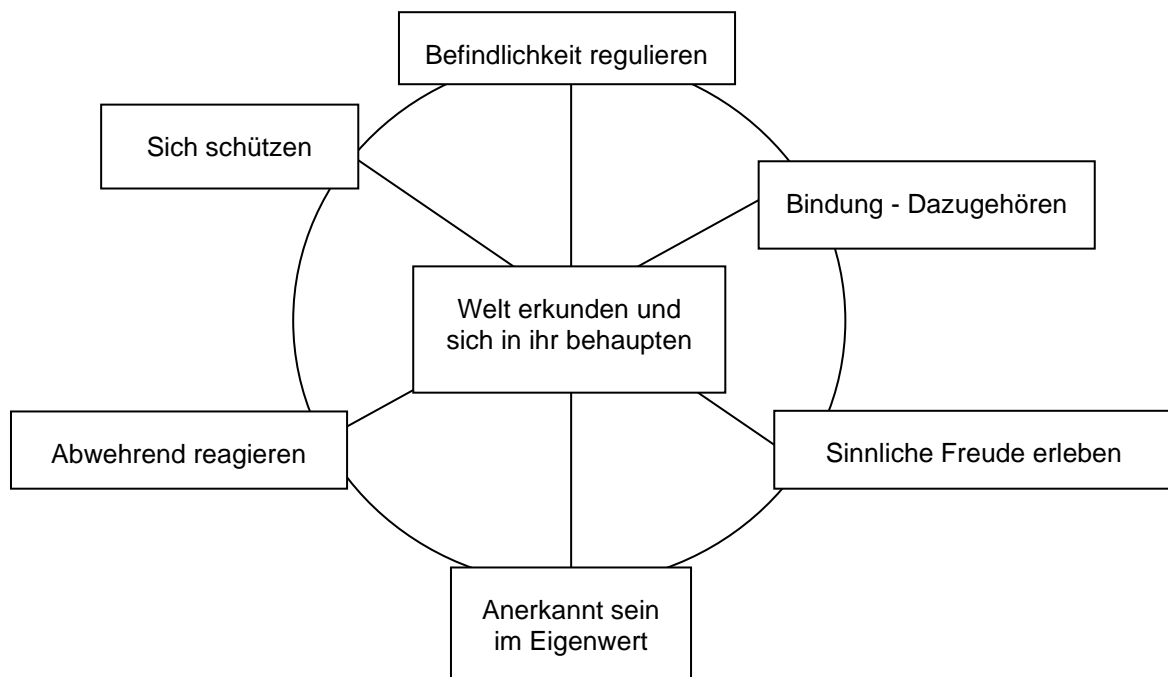 Befindlichkeit regulieren
Sich schützen
Bindung - Dazugehören
Welt erkunden und
sich in ihr behaupten
Abwehrend reagieren
Sinnliche Freude erleben
Anerkannt sein
im Eigenwert